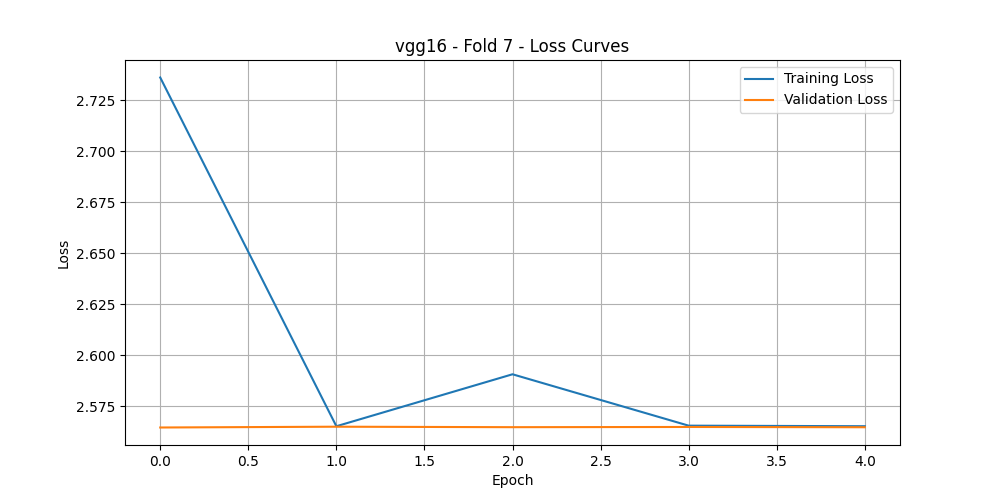 vgg16 - Fold 7 - Loss Curves
Training Loss
Validation Loss
Loss
2.725
2.700
2.675
2.650
2.625
2.600
2.575
0.0 0.5 1.0 1.5 2.0 2.5 3.0 3.5 4.0
Epoch